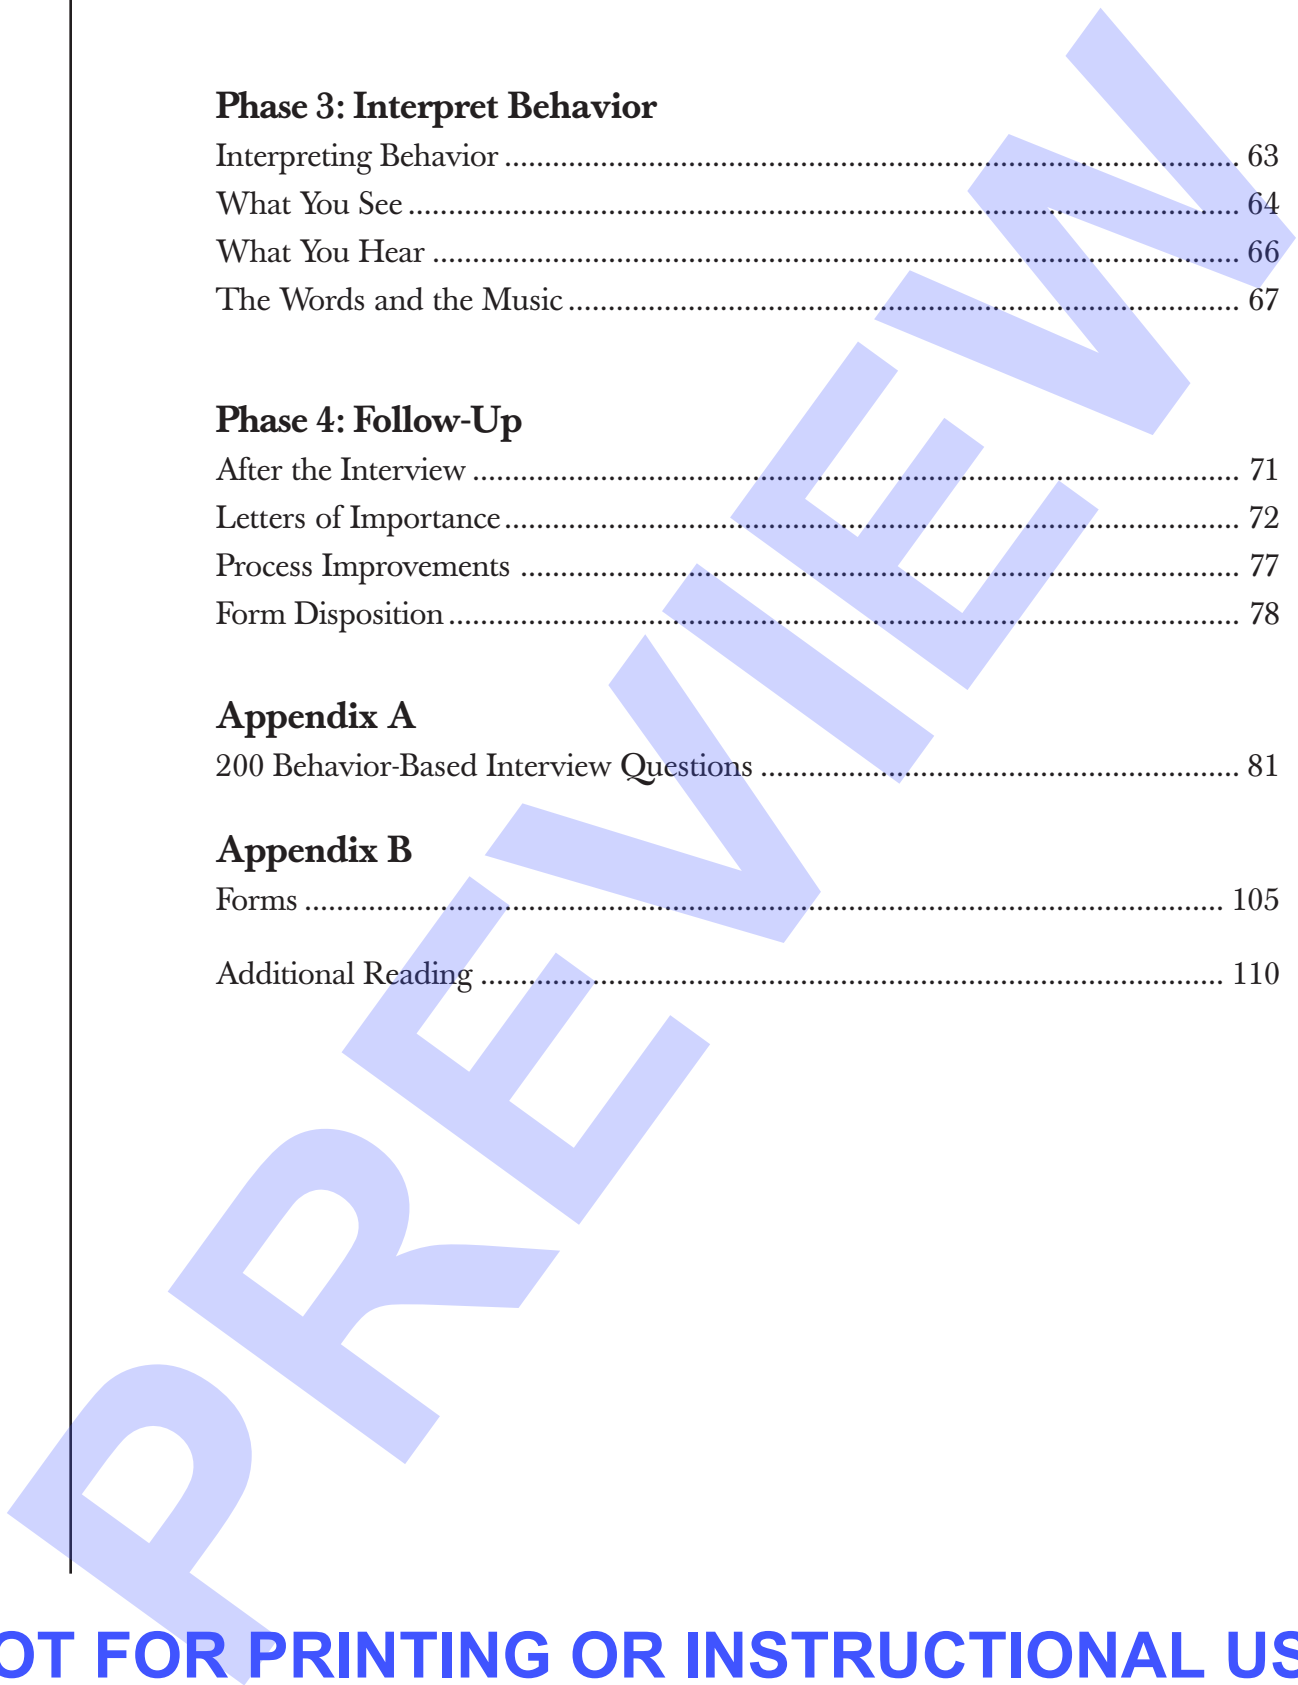 Phase 3: Interpret Behavior
Interpreting Behavior ........................................................................................... 63
What You See ........................................................................................................ 64
What You Hear ..................................................................................................... 66
The Words and the Music .................................................................................... 67
Phase 4: Follow-Up
After the Interview ................................................................................................ 71
Letters of Importance ............................................................................................ 72
Process Improvements .......................................................................................... 77
Form Disposition ................................................................................................... 78
Appendix A
200 Behavior-Based Interview Questions ............................................................ 81
Appendix B
Forms ................................................................................................................... 105
Additional Reading ............................................................................................. 110
PREVIEW
OT FOR PRINTING OR INSTRUCTIONAL US